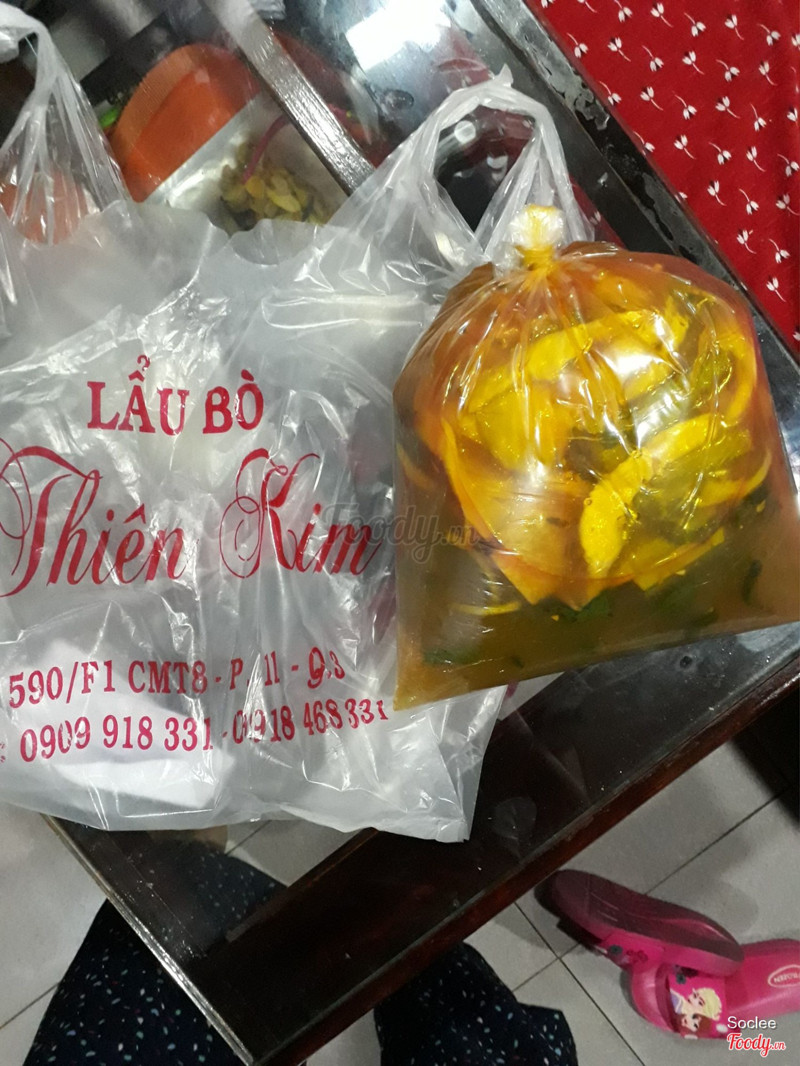 LẨU BÒ
Thiên Kim
Foody.vn
590/F1 CMT8 - P. 11 - Q.3
0909 918 331 - 0918 468 331
Soclee
Foody.vn